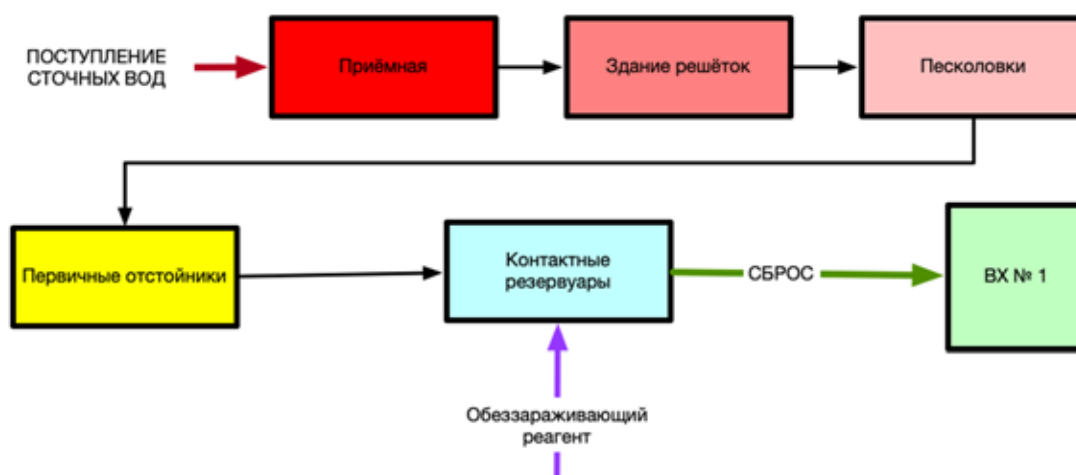 ПОСТУПЛЕНИЕ
СТОЧНЫХ ВОД
Приёмная
Здание решёток
Песколовки
Первичные отстойники
Контактные
резервуары
СБРОС
ВХ № 1
Обеззараживающий
реагент